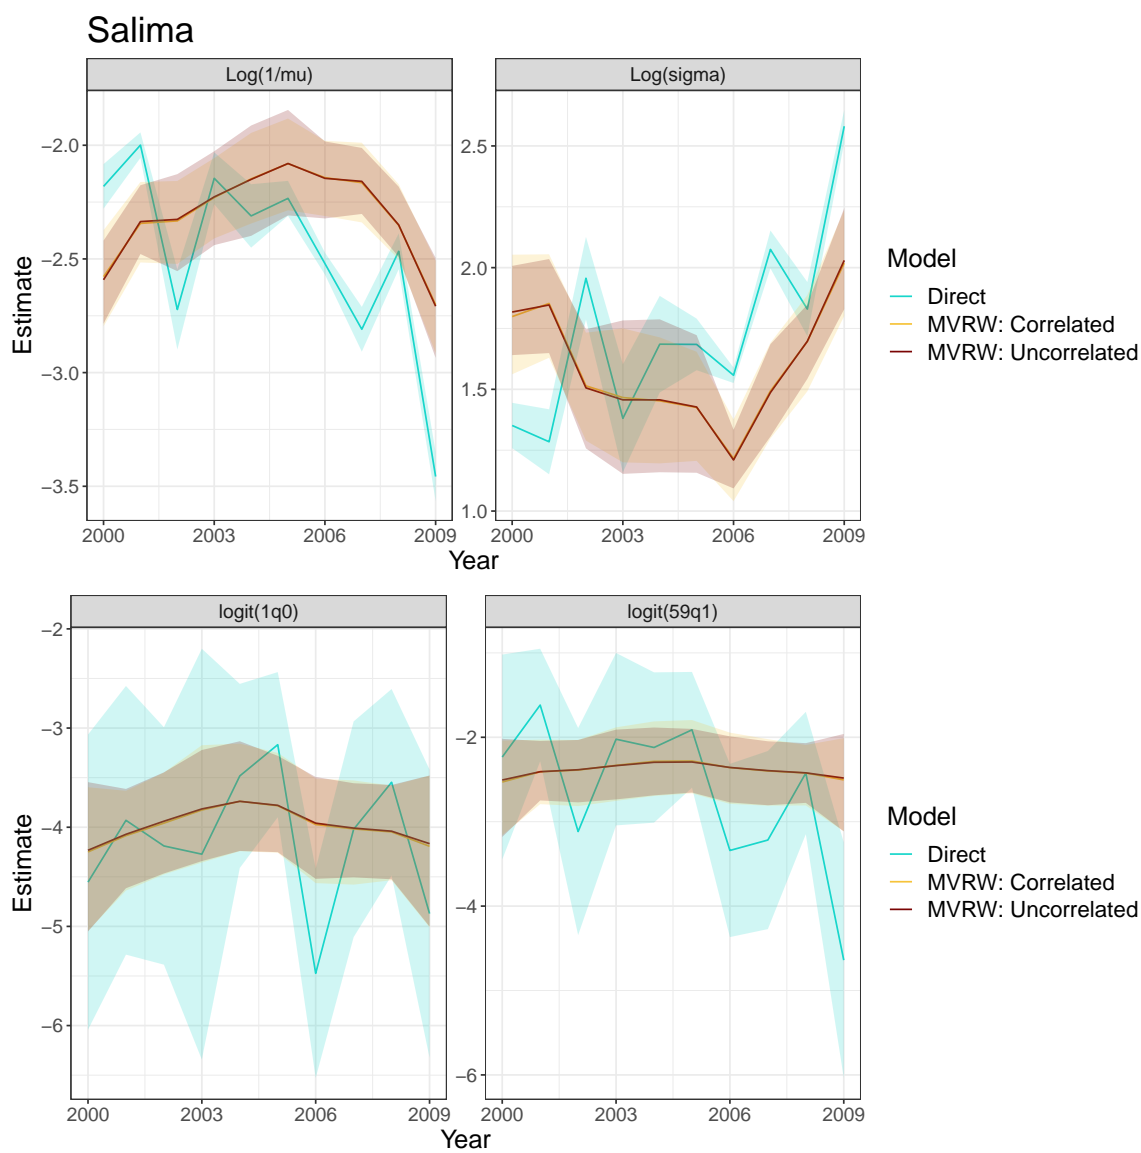 Salima
Log(1/mu)
Log(sigma)
−2.0
−2.5
−3.0
−3.5
2.5
2.0
1.5
1.0
Estimate
2000
2003
2006
2009
2000
2003
2006
2009
Year
Model
Direct
MVRW: Correlated
MVRW: Uncorrelated
logit(1q0)
logit(59q1)
−2
−3
−4
−5
−6
−2
−4
−6
Estimate
2000
2003
2006
2009
2000
2003
2006
2009
Year
Model
Direct
MVRW: Correlated
MVRW: Uncorrelated